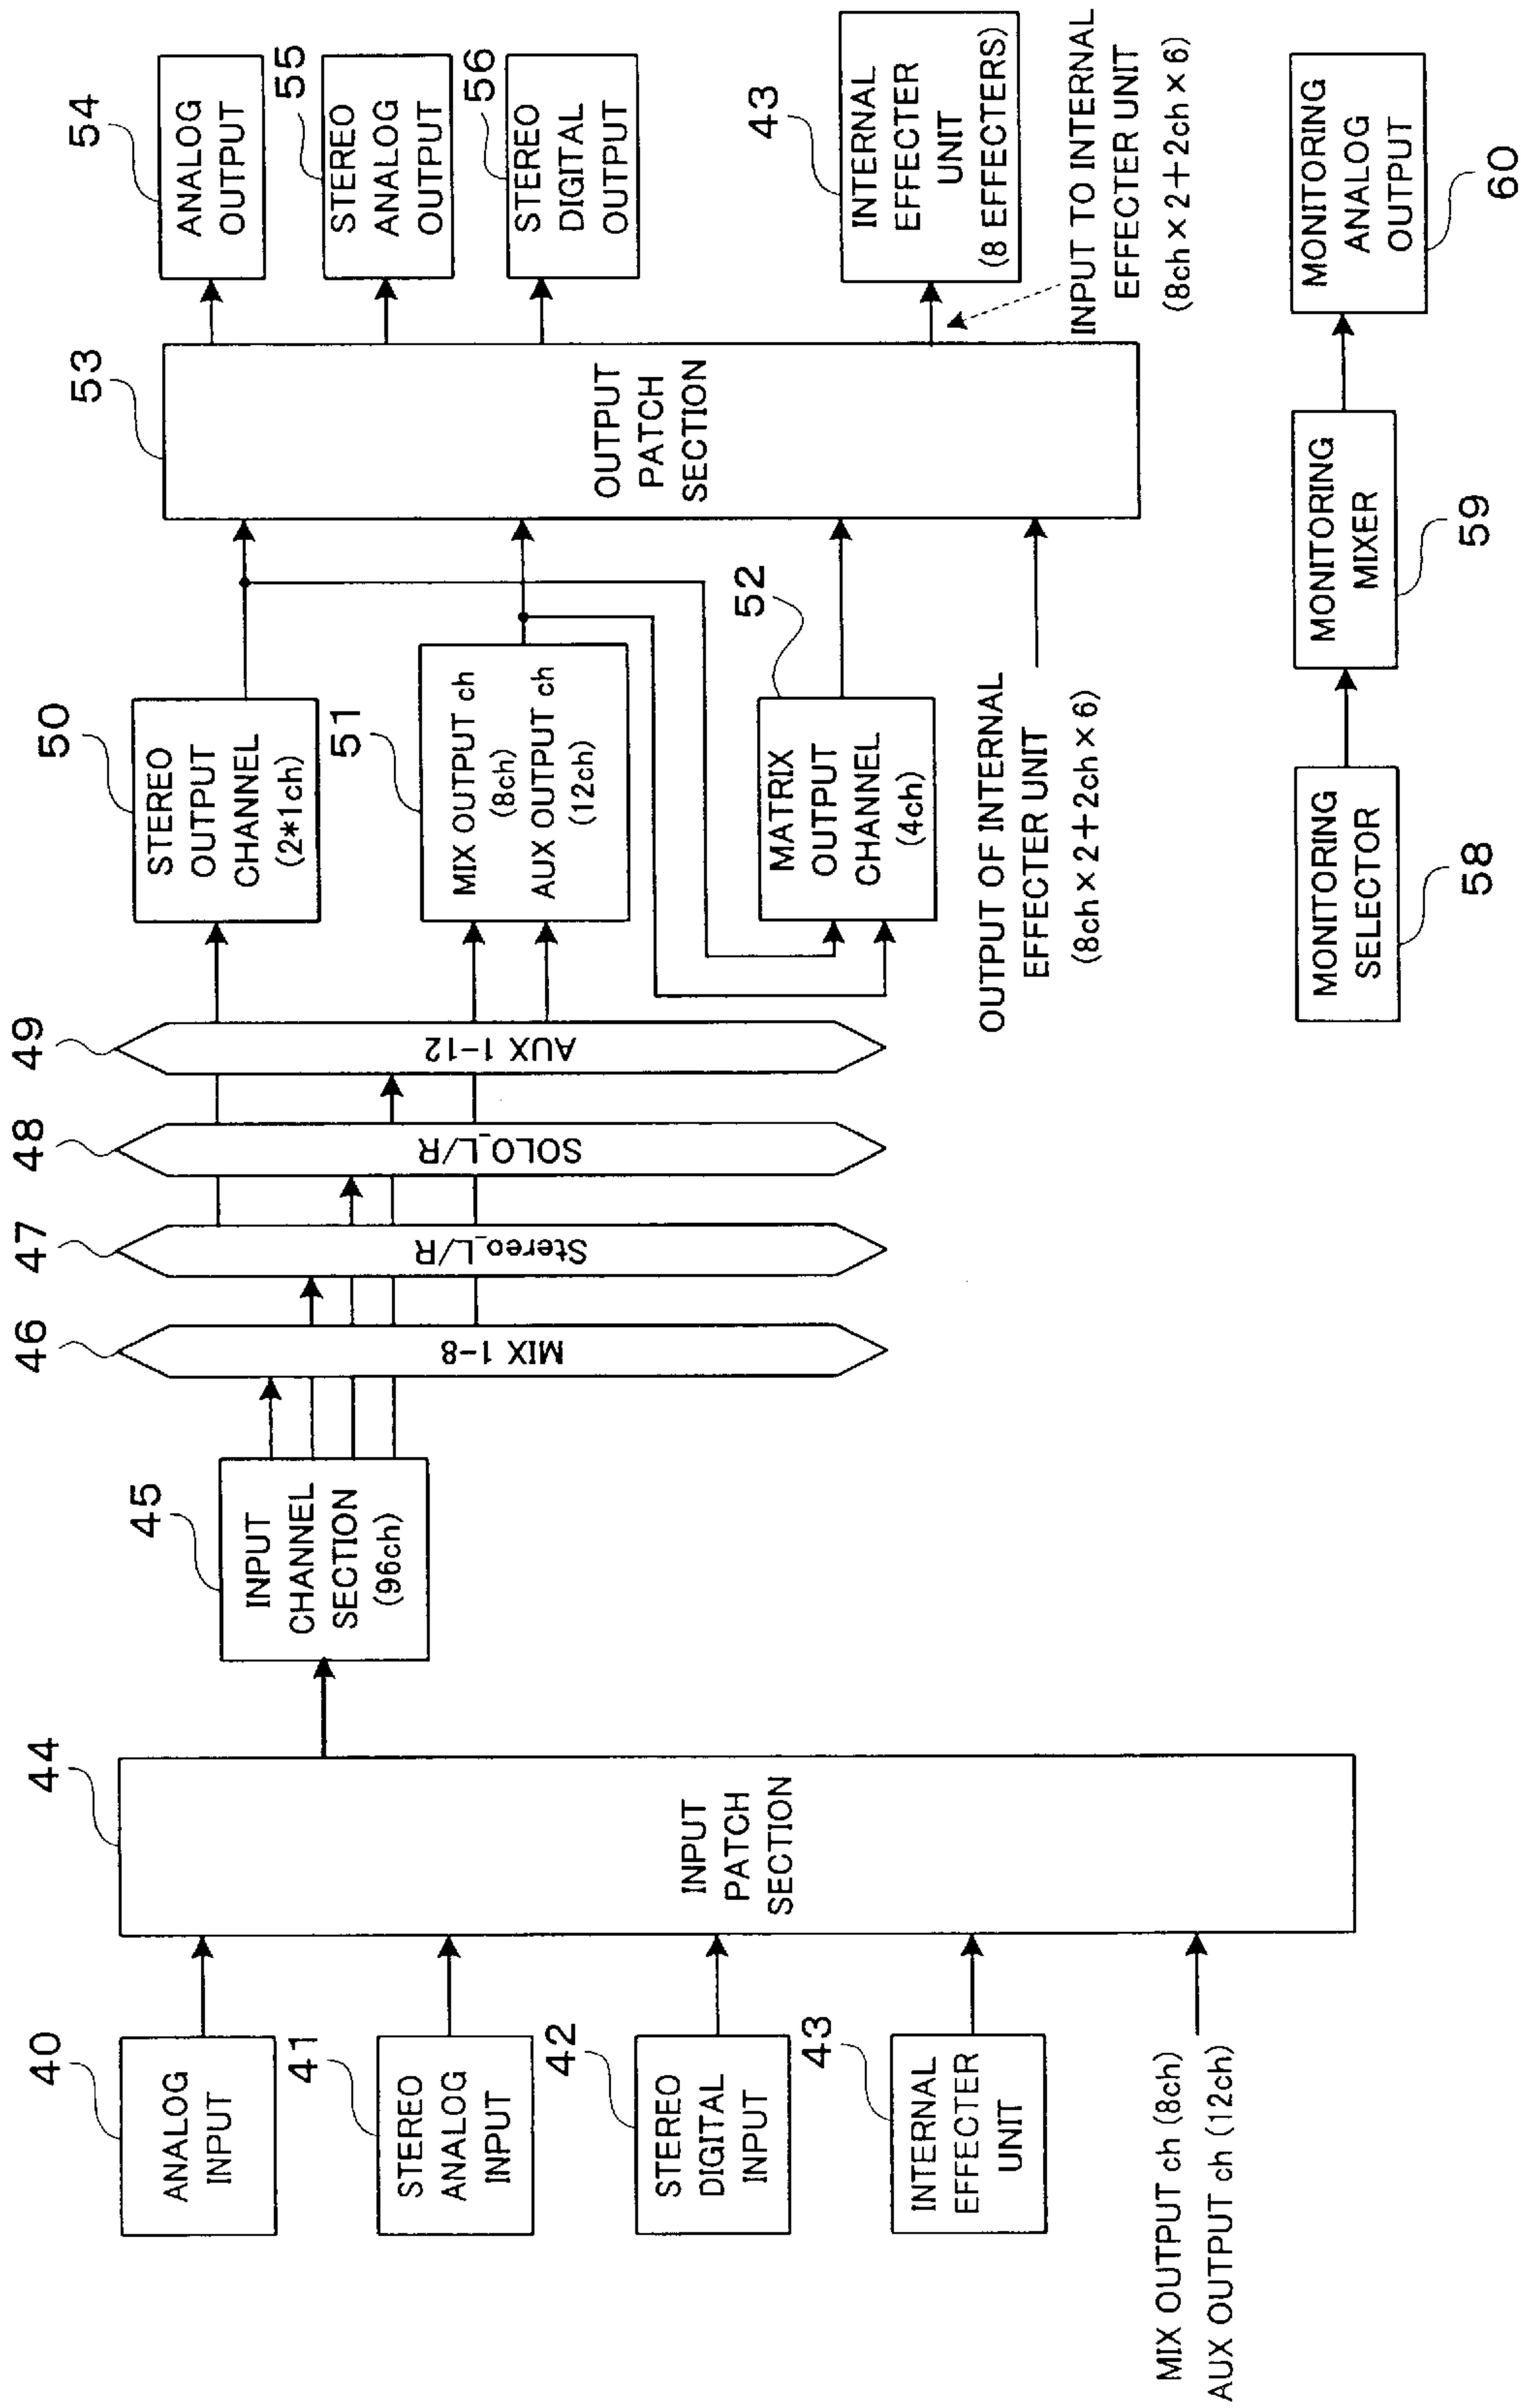 40
ANALOG
INPUT
41
STEREO
ANALOG
INPUT
42
STEREO
DIGITAL
INPUT
43
INTERNAL
EFFECTER
UNIT
MIX OUTPUT ch (8ch)
AUX OUTPUT ch (12ch)
44
INPUT
PATCH
SECTION
45
INPUT
CHANNEL
SECTION
(96ch)
46
MIX 1-8
47
Stereo_L/R
48
SOLO_L/R
49
AUX 1-12
50
STEREO
OUTPUT
CHANNEL
(2*1ch)
51
MIX OUTPUT ch
(8ch)
AUX OUTPUT ch
(12ch)
52
MATRIX
OUTPUT
CHANNEL
(4ch)
OUTPUT OF INTERNAL
EFFECTER UNIT
(8ch×2+2ch×6)
53
OUTPUT
PATCH
SECTION
54
ANALOG
OUTPUT
55
STEREO
ANALOG
OUTPUT
56
STEREO
DIGITAL
OUTPUT
43
INTERNAL
EFFECTER
UNIT
(8 EFFECTERS)
INPUT TO INTERNAL
EFFECTER UNIT
(8ch×2+2ch×6)
MONITORING
SELECTOR
58
MONITORING
MIXER
59
MONITORING
ANALOG
OUTPUT
60